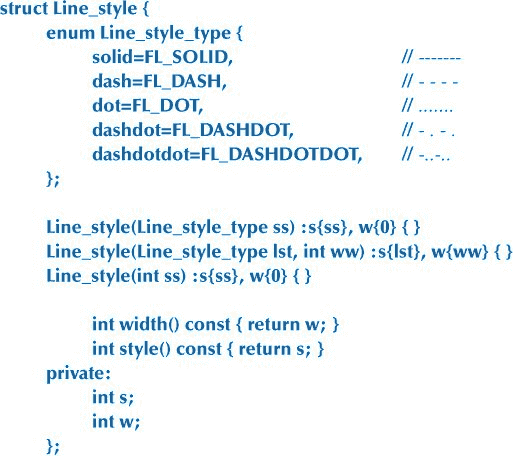 struct Line_style {
enum Line_style_type {
solid=FL_SOLID, // -------
dash=FL_DASH, // - - - -
dot=FL_DOT, // .......
dashdot=FL_DASHDOT, // - . - .
dashdotdot=FL_DASHDOTDOT, // -..-..
};
Line_style(Line_style_type ss) :s{ss}, w{0} { }
Line_style(Line_style_type lst, int ww) :s{lst}, w{ww} { }
Line_style(int ss) :s{ss}, w{0} { }
int width() const { return w; }
int style() const { return s; }
private:
int s;
int w;
};